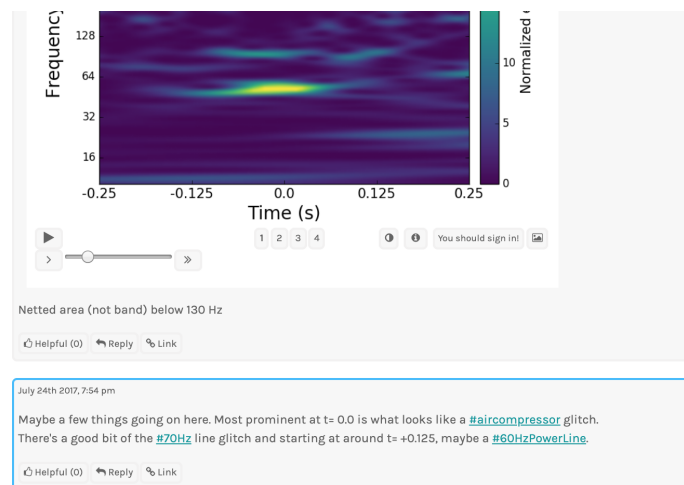 Frequency
128
64
32
16
-0.25
-0.125
0.0
0.125
0.25
Time (s)
10
5
0
Normalized
1
2
3
4
You should sign in!
Netted area (not band) below 130 Hz
Helpful (0) Reply Link
July 24th 2017, 7:54 pm
Maybe a few things going on here. Most prominent at t= 0.0 is what looks like a #aircompressor glitch.
There's a good bit of the #70Hz line glitch and starting at around t= +0.125, maybe a #60HzPowerLine.
Helpful (0) Reply Link